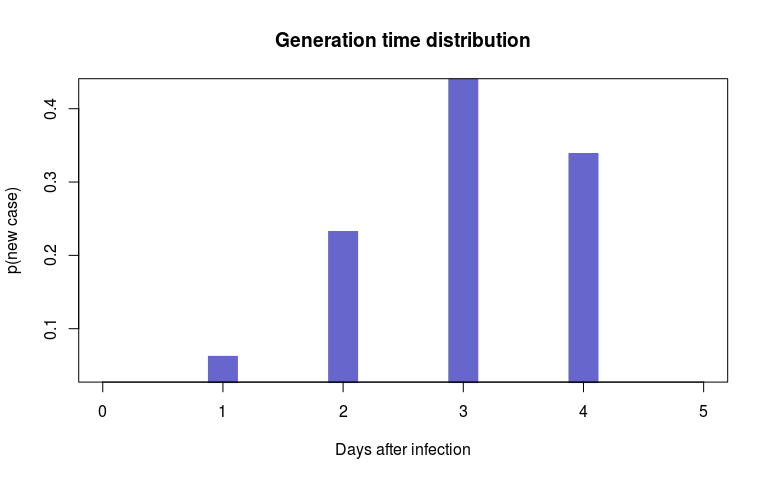 Generation time distribution
p(new case)
0.4
0.3
0.2
0.1
0 1 2 3 4 5
Days after infection